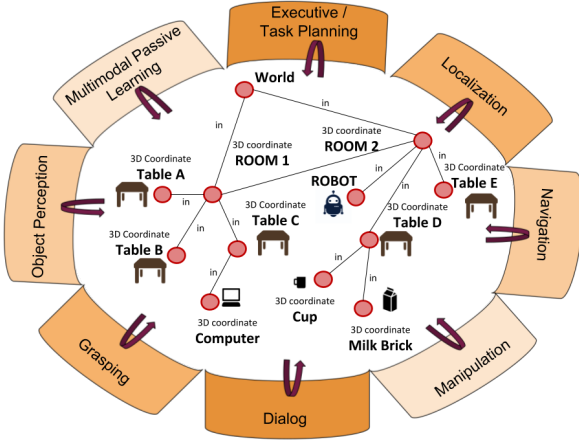 Executive /
Task Planning
Multimodal Passive
Learning
Localization
World
in
in
3D coordinate
ROOM 1
3D coordinate
ROOM 2
3D Coordinate
Table A
in
ROBOT
in
in
3D Coordinate
Table E
Object Perception
Navigation
3D Coordinate
Table B
in
in
3D Coordinate
Table C
in
3D Coordinate
Table D
in
in
in
3D coordinate
Computer
3D coordinate
Cup
3D coordinate
Milk Brick
Grasping
Manipulation
Dialog